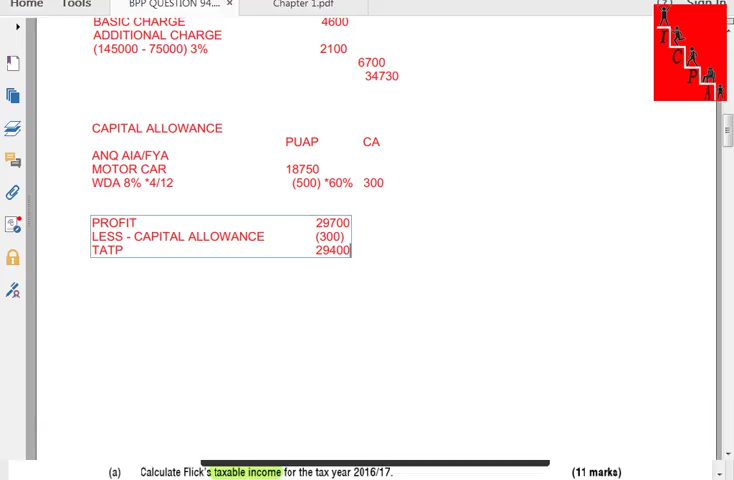 Home Tools BPP QUESTION 94.... × Chapter 1.pdf Sign In
BASIC CHARGE 4600
ADDITIONAL CHARGE
(145000 - 75000) 3% 2100
6700
34730
CAPITAL ALLOWANCE
PUAP CA
ANQ AIA/FYA
MOTOR CAR 18750
WDA 8% *4/12 (500) *60% 300
PROFIT 29700
LESS - CAPITAL ALLOWANCE (300)
TATP 29400
(a) Calculate Flick's taxable income for the tax year 2016/17. (11 marks)
I
C
P
A